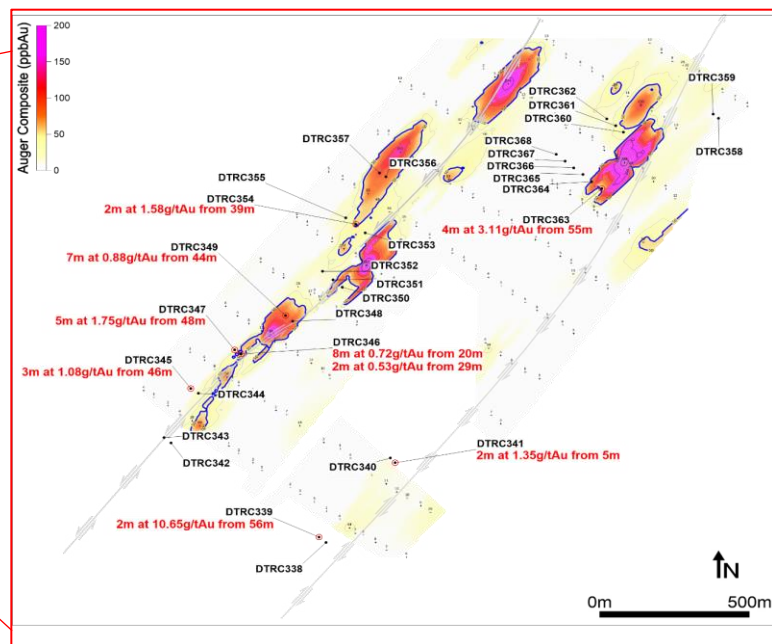 Auger Composite (ppbAu)
200
150
100
50
0
DTRC362
DTRC361
DTRC360
DTRC359
DTRC358
DTRC368
DTRC367
DTRC366
DTRC365
DTRC364
DTRC363
4m at 3.11g/tAu from 55m
DTRC357
DTRC356
DTRC355
DTRC354
2m at 1.58g/tAu from 39m
DTRC353
DTRC349
7m at 0.88g/tAu from 44m
DTRC352
DTRC351
DTRC350
DTRC348
DTRC347
5m at 1.75g/tAu from 48m
DTRC346
8m at 0.72g/tAu from 20m
2m at 0.53g/tAu from 29m
DTRC345
3m at 1.08g/tAu from 46m
DTRC344
DTRC343
DTRC342
DTRC341
2m at 1.35g/tAu from 5m
DTRC340
DTRC339
2m at 10.65g/tAu from 56m
DTRC338
N
0m
500m